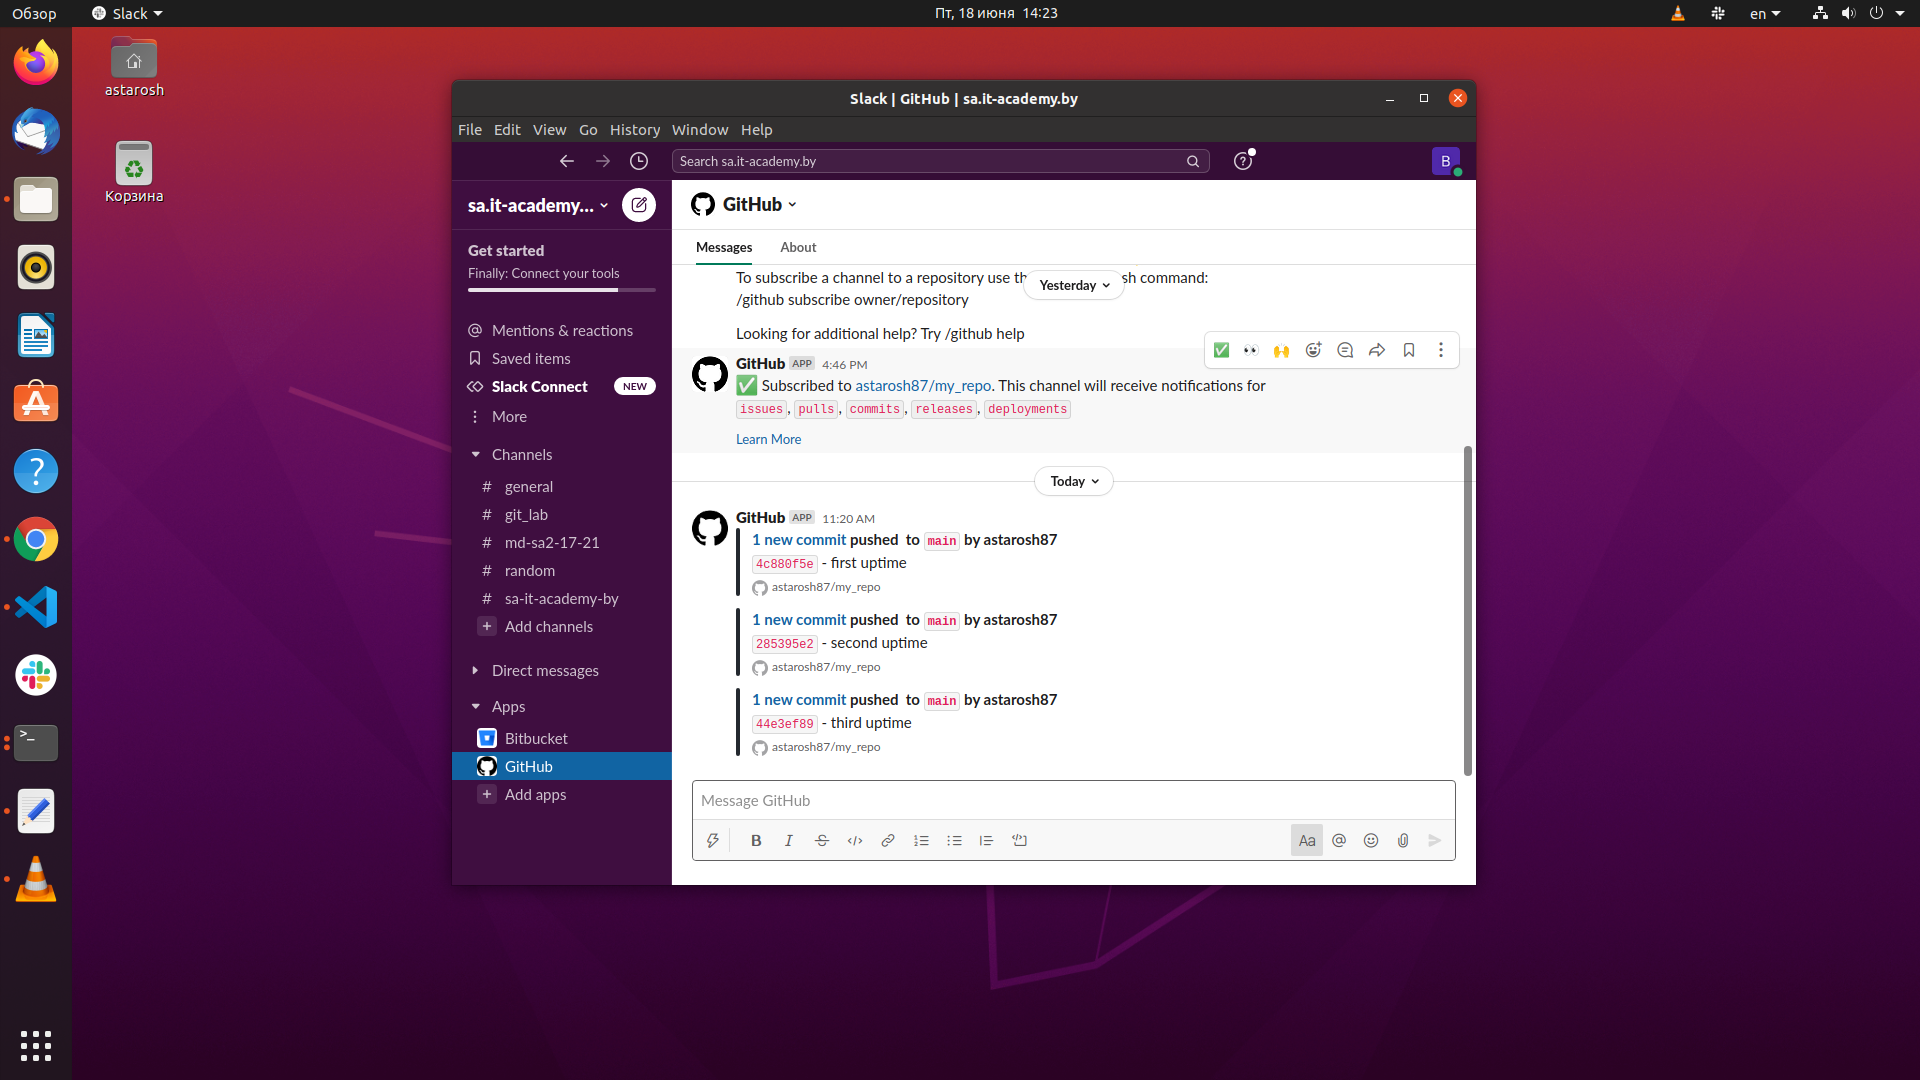 Обзор
Slack
Пт, 18 июня 14:23
en
astarosh
Корзина
Slack | GitHub | sa.it-academy.by
File Edit View Go History Window Help
Search sa.it-academy.by
B
sa.it-academy...
Get started
Finally: Connect your tools
Mentions & reactions
Saved items
Slack Connect NEW
More
Channels
# general
# git_lab
# md-sa2-17-21
# random
# sa-it-academy-by
+ Add channels
Direct messages
Apps
Bitbucket
GitHub
+ Add apps
GitHub
Messages About
To subscribe a channel to a repository use th
sh command:
Yesterday
/github subscribe owner/repository
Looking for additional help? Try /github help
GitHub APP 4:46 PM
✅ Subscribed to astarosh87/my_repo. This channel will receive notifications for
issues, pulls, commits, releases, deployments
Learn More
Today
GitHub APP 11:20 AM
1 new commit pushed to main by astarosh87
4c880f5e - first uptime
astarosh87/my_repo
1 new commit pushed to main by astarosh87
285395e2 - second uptime
astarosh87/my_repo
1 new commit pushed to main by astarosh87
44e3ef89 - third uptime
astarosh87/my_repo
Message GitHub
B I S Aa @